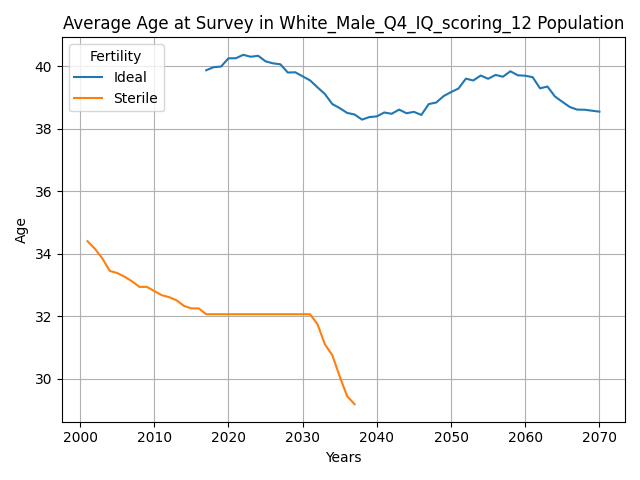 Average Age at Survey in White_Male_Q4_IQ_scoring_12 Population
Fertility
Ideal
Sterile
Age
40
38
36
34
32
30
2000 2010 2020 2030 2040 2050 2060 2070
Years